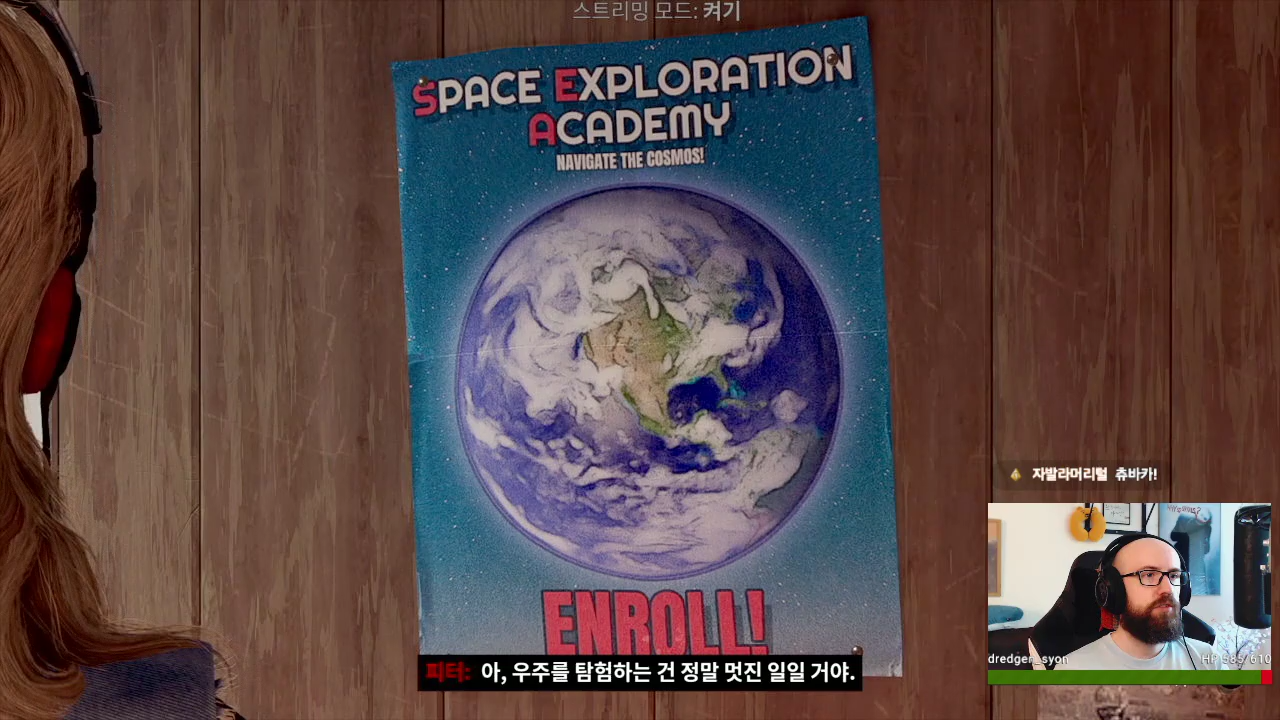 스트리밍 모드: 켜기
SPACE EXPLORATION
ACADEMY
NAVIGATE THE COSMOS!
ENROLL!
피터: 아, 우주를 탐험하는 건 정말 멋진 일일 거야.
자발라머리털 츄바카!
dredgen_syon
HP 585/610